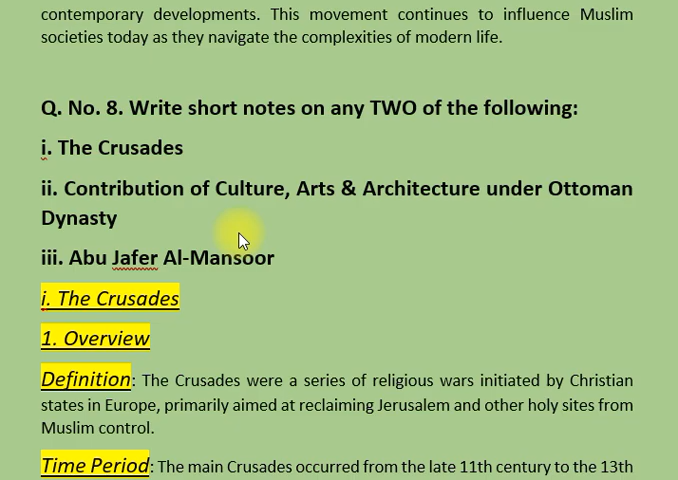 contemporary developments. This movement continues to influence Muslim
societies today as they navigate the complexities of modern life.
Q. No. 8. Write short notes on any TWO of the following:
i. The Crusades
ii. Contribution of Culture, Arts & Architecture under Ottoman
Dynasty
iii. Abu Jafer Al-Mansoor
i. The Crusades
1. Overview
Definition: The Crusades were a series of religious wars initiated by Christian
states in Europe, primarily aimed at reclaiming Jerusalem and other holy sites from
Muslim control.
Time Period: The main Crusades occurred from the late 11th century to the 13th